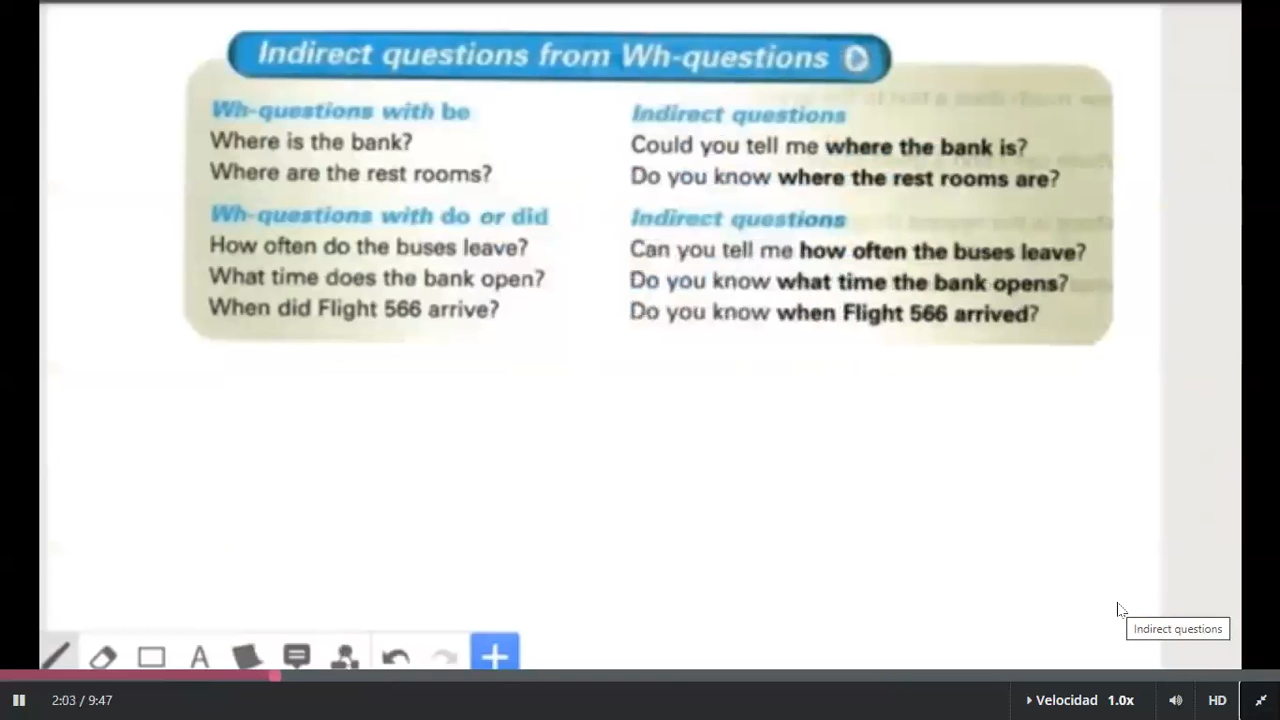 Indirect questions from Wh-questions
Wh-questions with be
Where is the bank?
Where are the rest rooms?
Indirect questions
Could you tell me where the bank is?
Do you know where the rest rooms are?
Wh-questions with do or did
How often do the buses leave?
What time does the bank open?
When did Flight 566 arrive?
Indirect questions
Can you tell me how often the buses leave?
Do you know what time the bank opens?
Do you know when Flight 566 arrived?
Indirect questions
A
2:03 / 9:47
Velocidad 1.0x
HD